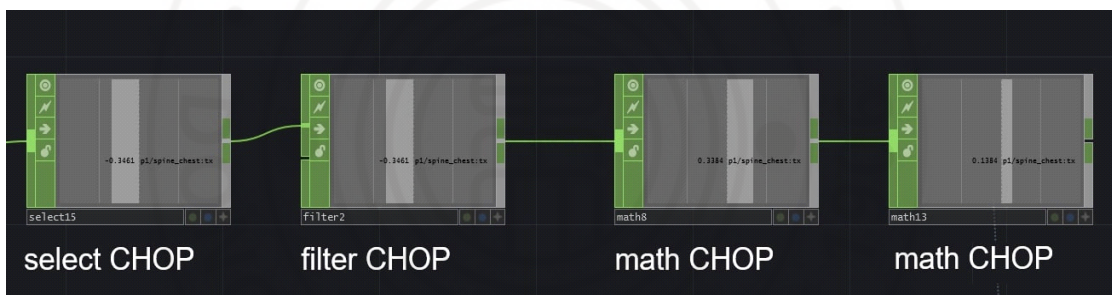 -0.3461 p1/spine_chest:tx
-0.3461 p1/spine_chest:tx
0.3384 p1/spine_chest:tx
0.1384 p1/spine_chest:tx
select15
filter2
math8
math13
select CHOP
filter CHOP
math CHOP
math CHOP